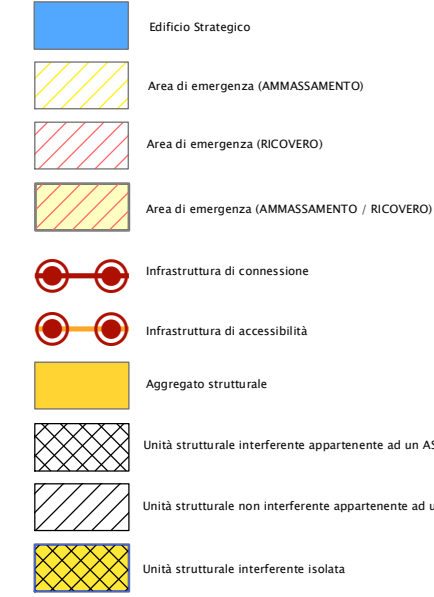 Edificio Strategico
Area di emergenza (AMMASSAMENTO)
Area di emergenza (RICOVERO)
Area di emergenza (AMMASSAMENTO / RICOVERO)
Infrastruttura di connessione
Infrastruttura di accessibilità
Aggregato strutturale
Unità strutturale interferente appartenente ad un AS
Unità strutturale non interferente appartenente ad
Unità strutturale interferente isolata